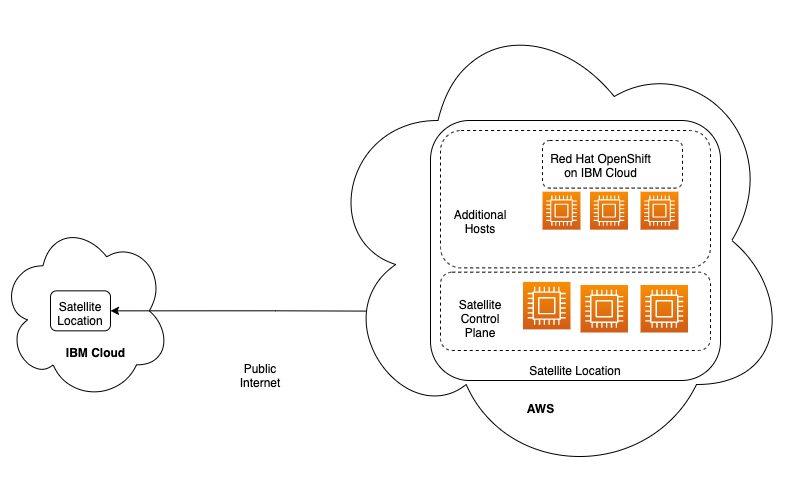 Red Hat OpenShift
on IBM Cloud
Additional
Hosts
Satellite
Control
Plane
Satellite Location
AWS
Satellite
Location
IBM Cloud
Public
Internet